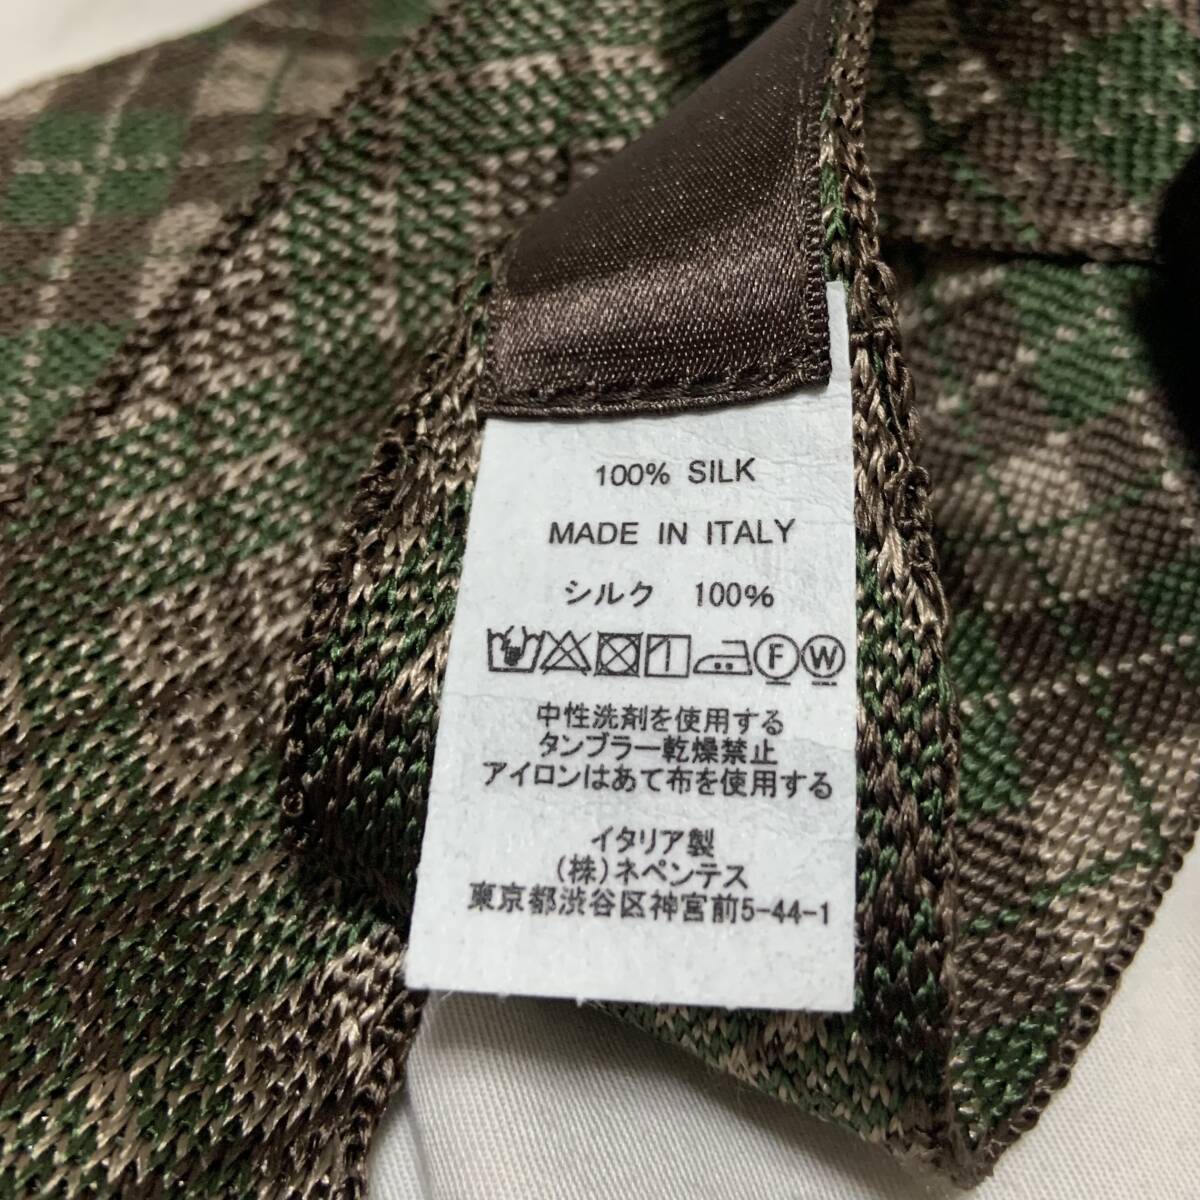 100% SILK
MADE IN ITALY
シルク 100%
F W
中性洗剤を使用する
タンブラー乾燥禁止
アイロンはあて布を使用する
イタリア製
(株)ネペンテス
東京都渋谷区神宮前5-44-1